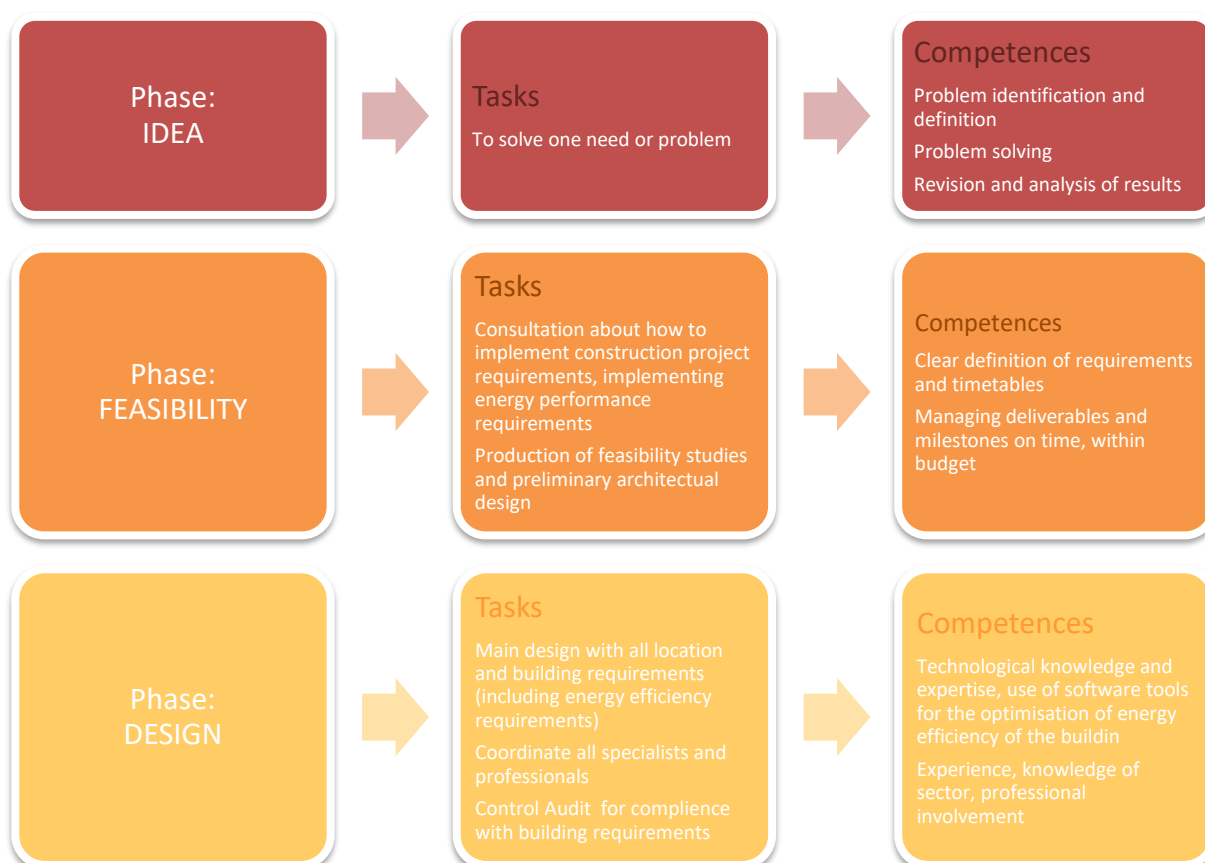 Phase:
IDEA
Tasks
To solve one need or problem
Competences
Problem identification and
definition
Problem solving
Revision and analysis of results
Phase:
FEASIBILITY
Tasks
Consultation about how to
implement construction project
requirements, implementing
energy performance
requirements
Production of feasibility studies
and preliminary architectual
design
Competences
Clear definition of requirements
and timetables
Managing deliverables and
milestones on time, within
budget
Phase:
DESIGN
Tasks
Main design with all location
and building requirements
(including energy efficiency
requirements)
Coordinate all specialists and
professionals
Control Audit for complience
with building requirements
Competences
Technological knowledge and
expertise, use of software tools
for the optimisation of energy
efficiency of the buildin
Experience, knowledge of
sector, professional
involvement